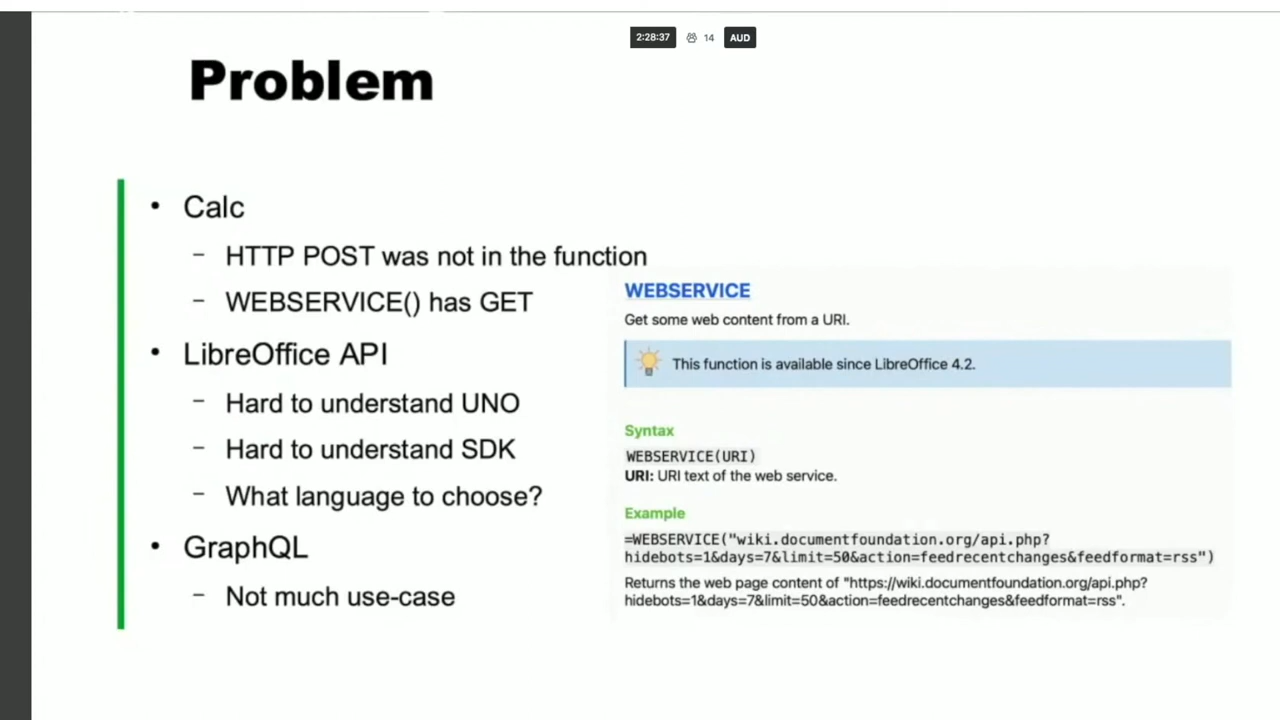 2:28:37 14 AUD
Problem
• Calc
– HTTP POST was not in the function
– WEBSERVICE() has GET
• LibreOffice API
– Hard to understand UNO
– Hard to understand SDK
– What language to choose?
• GraphQL
– Not much use-case
WEBSERVICE
Get some web content from a URI.
This function is available since LibreOffice 4.2.
Syntax
WEBSERVICE(URI)
URI: URI text of the web service.
Example
=WEBSERVICE("wiki.documentfoundation.org/api.php?
hidebots=1&days=7&limit=50&action=feedrecentchanges&feedformat=rss")
Returns the web page content of "https://wiki.documentfoundation.org/api.php?
hidebots=1&days=7&limit=50&action=feedrecentchanges&feedformat=rss".